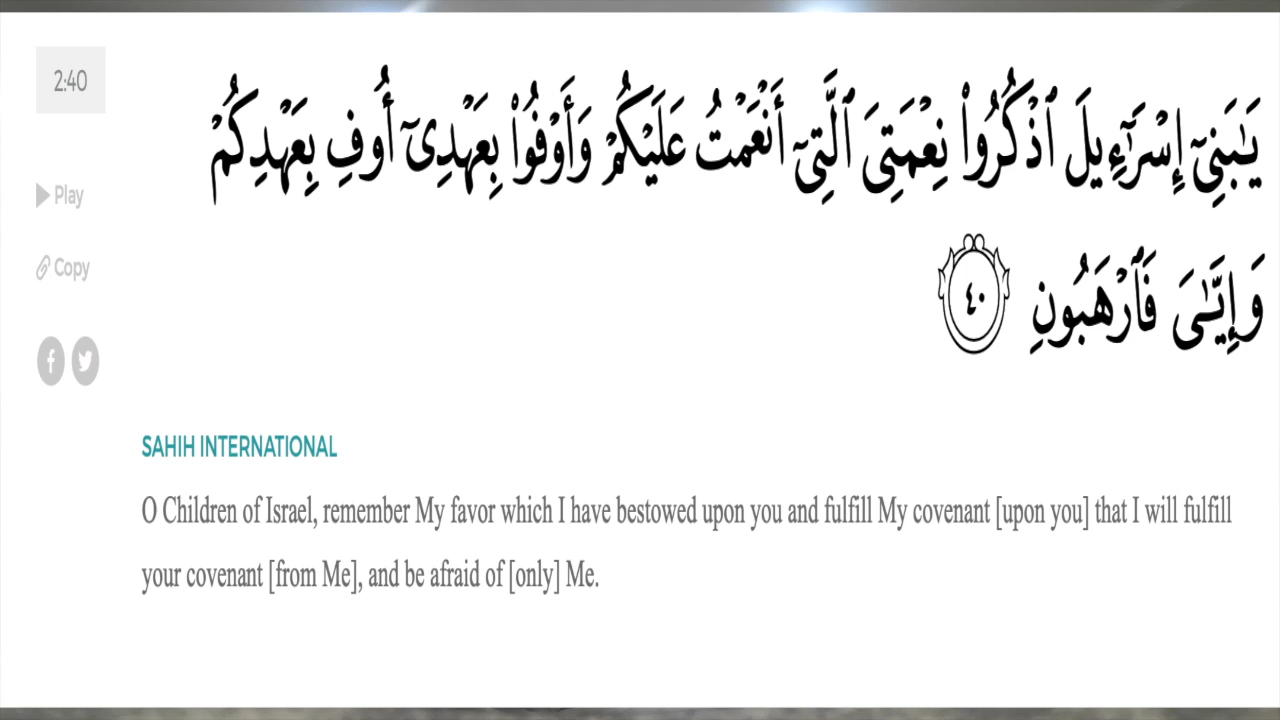 2:40
يَـٰبَنِىٓ إِسْرَٰٓءِيلَ ٱذْكُرُوا۟ نِعْمَتِىَ ٱلَّتِىٓ أَنْعَمْتُ عَلَيْكُمْ وَأَوْفُوا۟ بِعَهْدِىٓ أُوفِ بِعَهْدِكُمْ
وَإِيَّـٰىَ فَٱرْهَبُونِ ٤٠
Play
Copy
SAHIH INTERNATIONAL
O Children of Israel, remember My favor which I have bestowed upon you and fulfill My covenant [upon you] that I will fulfill
your covenant [from Me], and be afraid of [only] Me.